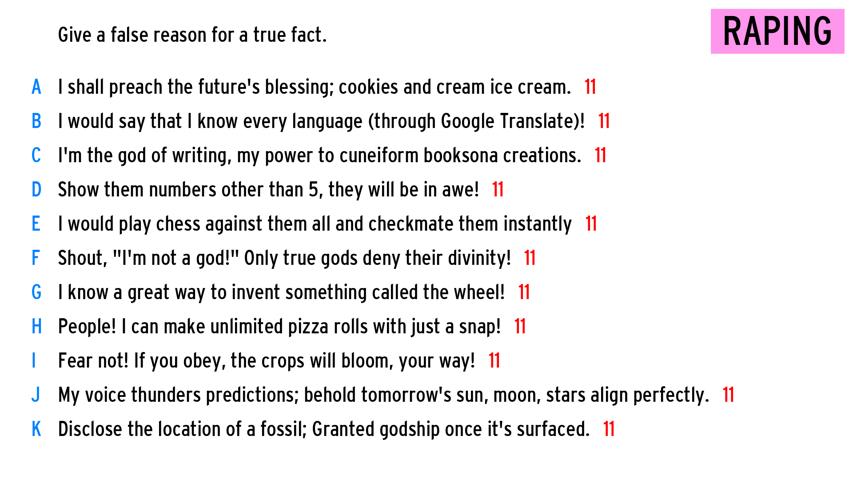 Give a false reason for a true fact.
RAPING
A I shall preach the future's blessing; cookies and cream ice cream. 11
B I would say that I know every language (through Google Translate)! 11
C I'm the god of writing, my power to cuneiform booksona creations. 11
D Show them numbers other than 5, they will be in awe! 11
E I would play chess against them all and checkmate them instantly 11
F Shout, "I'm not a god!" Only true gods deny their divinity! 11
G I know a great way to invent something called the wheel! 11
H People! I can make unlimited pizza rolls with just a snap! 11
I Fear not! If you obey, the crops will bloom, your way! 11
J My voice thunders predictions; behold tomorrow's sun, moon, stars align perfectly. 11
K Disclose the location of a fossil; Granted godship once it's surfaced. 11